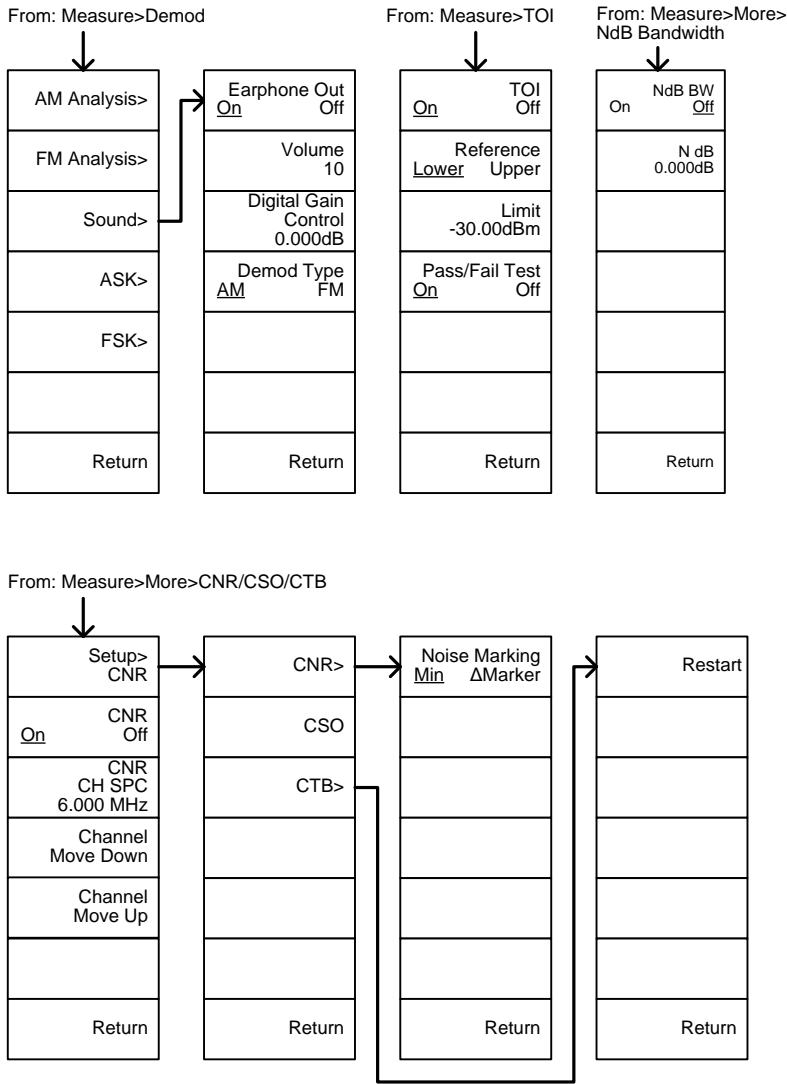 From: Measure>Demod
AM Analysis>
FM Analysis>
Sound>
ASK>
FSK>
Return
Earphone Out
On Off
Volume
10
Digital Gain
Control
0.000dB
Demod Type
AM FM
Return
From: Measure>TOI
TOI
On Off
Reference
Lower Upper
Limit
-30.00dBm
Pass/Fail Test
On Off
Return
From: Measure>More>
NdB Bandwidth
NdB BW
On Off
N dB
0.000dB
Return
From: Measure>More>CNR/CSO/CTB
Setup>
CNR
CNR
On Off
CNR
CH SPC
6.000 MHz
Channel
Move Down
Channel
Move Up
Return
CNR>
CSO
CTB>
Return
Noise Marking
Min ΔMarker
Return
Restart
Return